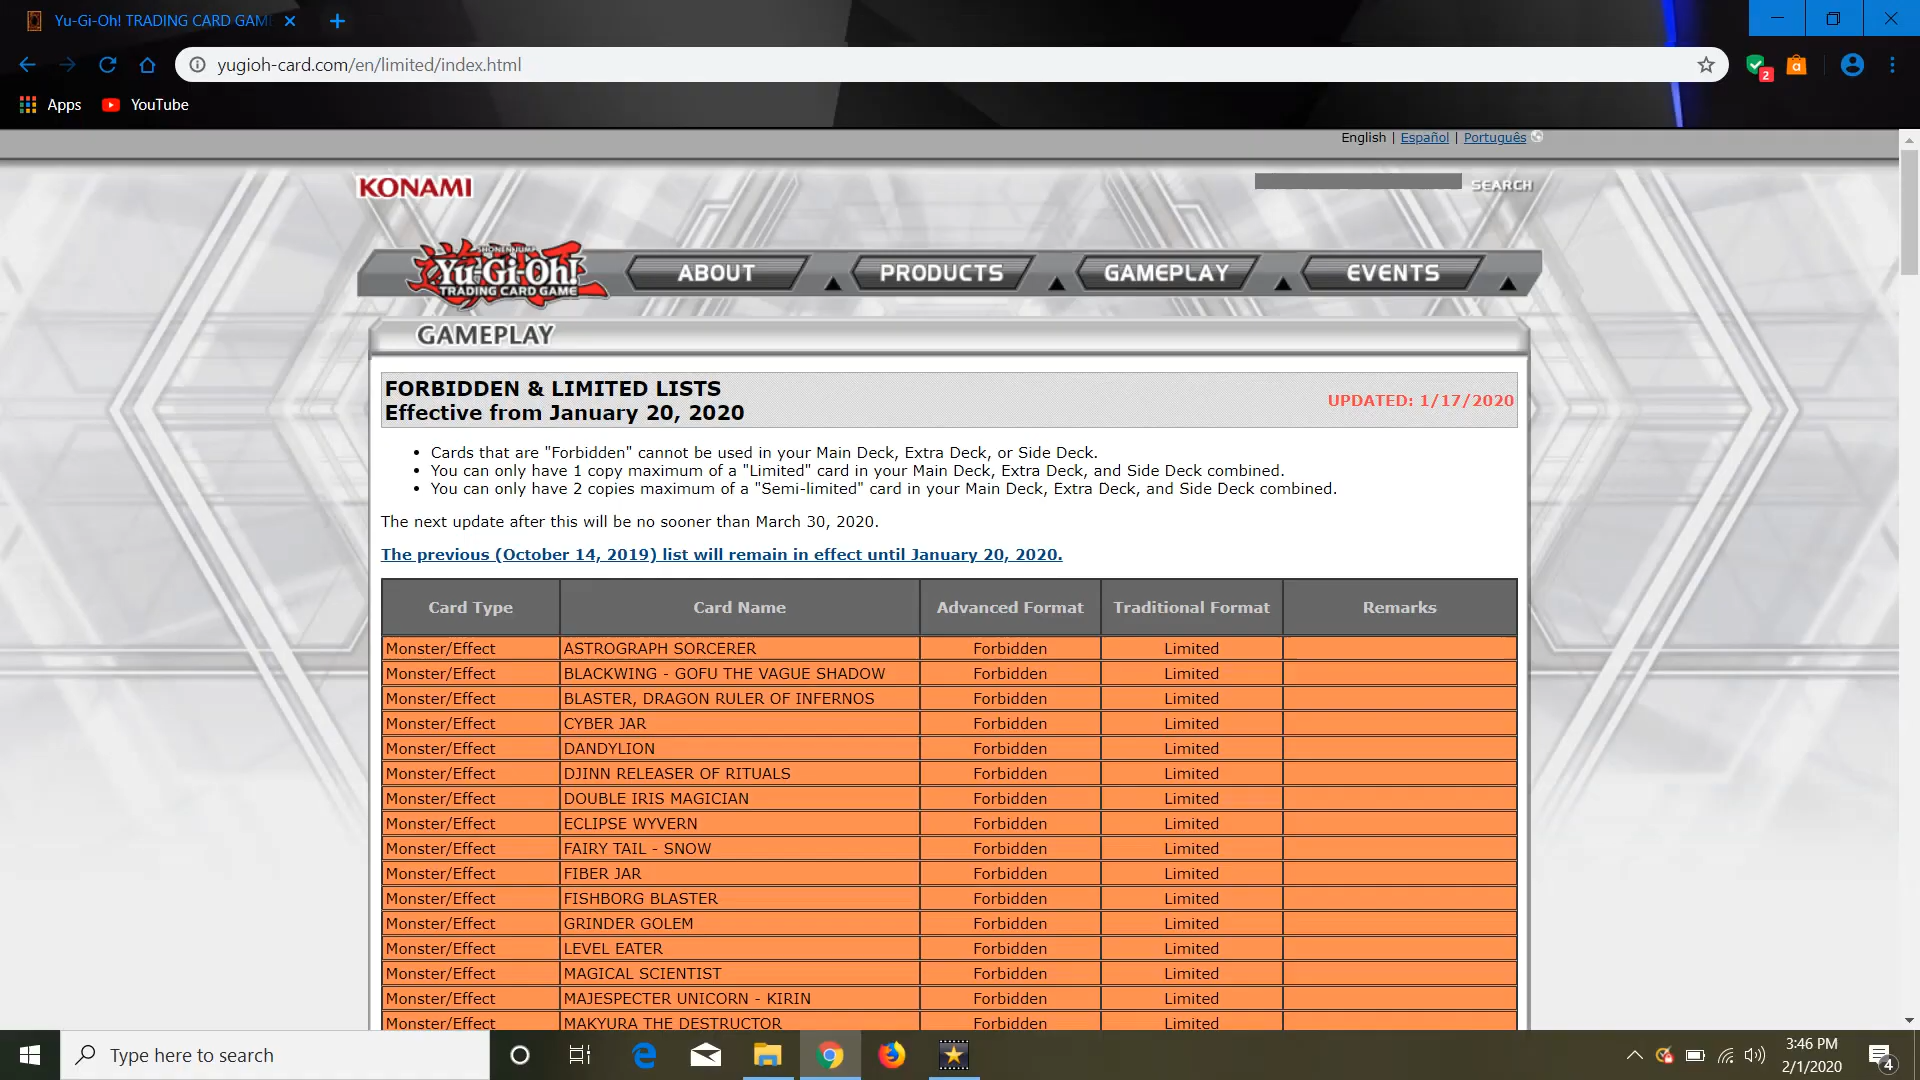 Yu-Gi-Oh! TRADING CARD GAM
yugioh-card.com/en/limited/index.html
2
a
Apps
YouTube
English | Español | Português
KONAMI
SEARCH
Yu-Gi-Oh!
TRADING CARD GAME
ABOUT
PRODUCTS
GAMEPLAY
EVENTS
GAMEPLAY
FORBIDDEN & LIMITED LISTS
Effective from January 20, 2020
UPDATED: 1/17/2020
• Cards that are "Forbidden" cannot be used in your Main Deck, Extra Deck, or Side Deck.
• You can only have 1 copy maximum of a "Limited" card in your Main Deck, Extra Deck, and Side Deck combined.
• You can only have 2 copies maximum of a "Semi-limited" card in your Main Deck, Extra Deck, and Side Deck combined.
The next update after this will be no sooner than March 30, 2020.
The previous (October 14, 2019) list will remain in effect until January 20, 2020.
Card Type Card Name Advanced Format Traditional Format Remarks
Monster/Effect ASTROGRAPH SORCERER Forbidden Limited
Monster/Effect BLACKWING - GOFU THE VAGUE SHADOW Forbidden Limited
Monster/Effect BLASTER, DRAGON RULER OF INFERNOS Forbidden Limited
Monster/Effect CYBER JAR Forbidden Limited
Monster/Effect DANDYLION Forbidden Limited
Monster/Effect DJINN RELEASER OF RITUALS Forbidden Limited
Monster/Effect DOUBLE IRIS MAGICIAN Forbidden Limited
Monster/Effect ECLIPSE WYVERN Forbidden Limited
Monster/Effect FAIRY TAIL - SNOW Forbidden Limited
Monster/Effect FIBER JAR Forbidden Limited
Monster/Effect FISHBORG BLASTER Forbidden Limited
Monster/Effect GRINDER GOLEM Forbidden Limited
Monster/Effect LEVEL EATER Forbidden Limited
Monster/Effect MAGICAL SCIENTIST Forbidden Limited
Monster/Effect MAJESPECTER UNICORN - KIRIN Forbidden Limited
Monster/Effect MAKYURA THE DESTRUCTOR Forbidden Limited
Type here to search
3:46 PM
2/1/2020
4